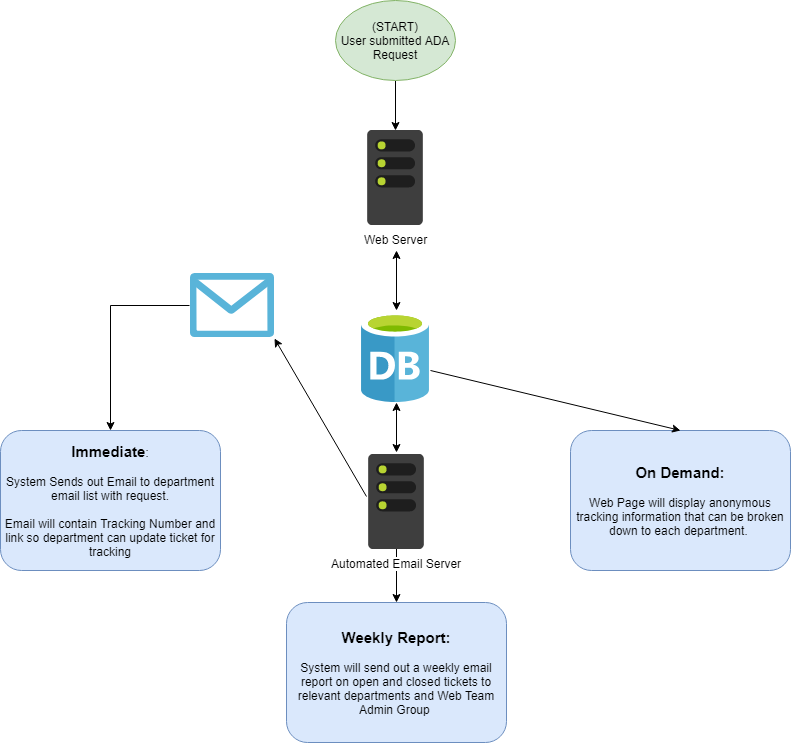 (START)
User submitted ADA
Request
Web Server
DB
Immediate:
System Sends out Email to department
email list with request.
Email will contain Tracking Number and
link so department can update ticket for
tracking
On Demand:
Web Page will display anonymous
tracking information that can be broken
down to each department.
Automated Email Server
Weekly Report:
System will send out a weekly email
report on open and closed tickets to
relevant departments and Web Team
Admin Group